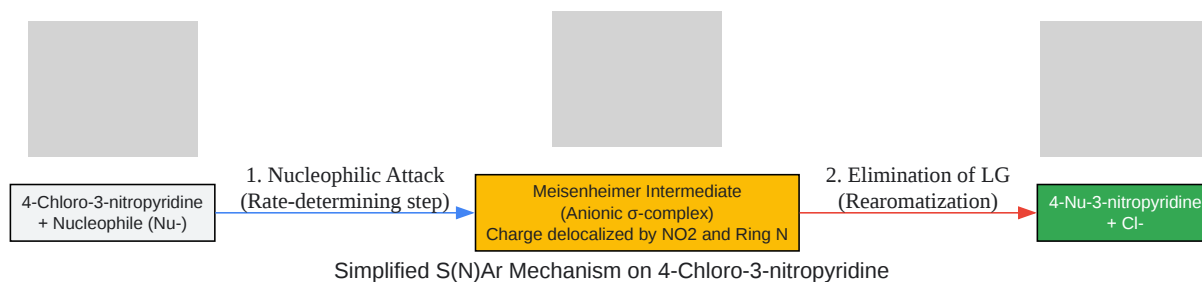 1. Nucleophilic Attack
(Rate-determining step)
2. Elimination of LG
(Rearomatization)
4-Chloro-3-nitropyridine
+ Nucleophile (Nu-)
Meisenheimer Intermediate
(Anionic σ-complex)
Charge delocalized by NO2 and Ring N
4-Nu-3-nitropyridine
+ Cl-
Simplified S(N)Ar Mechanism on 4-Chloro-3-nitropyridine